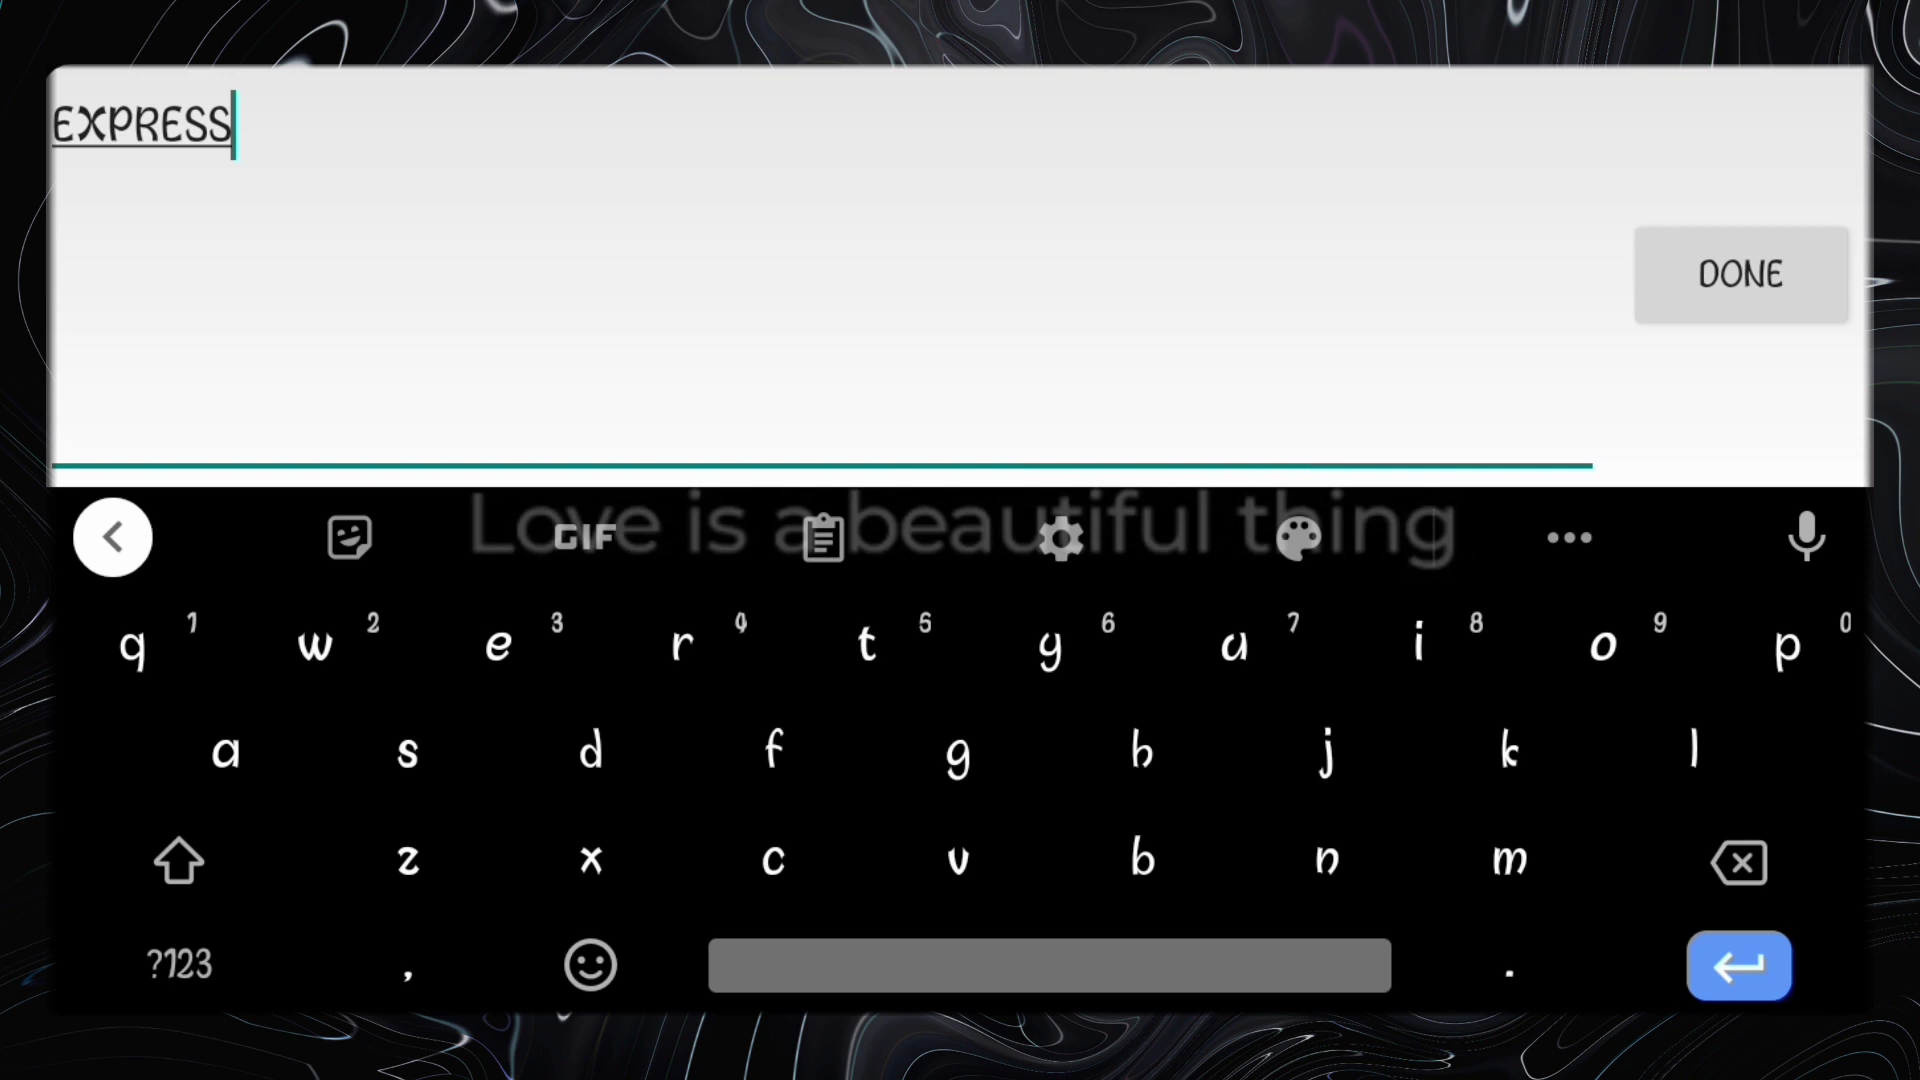 EXPRESS
DONE
Love is a beautiful thing
GIF
q 1 w 2 e 3 r 4 t 5 y 6 u 7 i 8 o 9 p 0
a s d f g h j k l
z x c v b n m
?123 , .